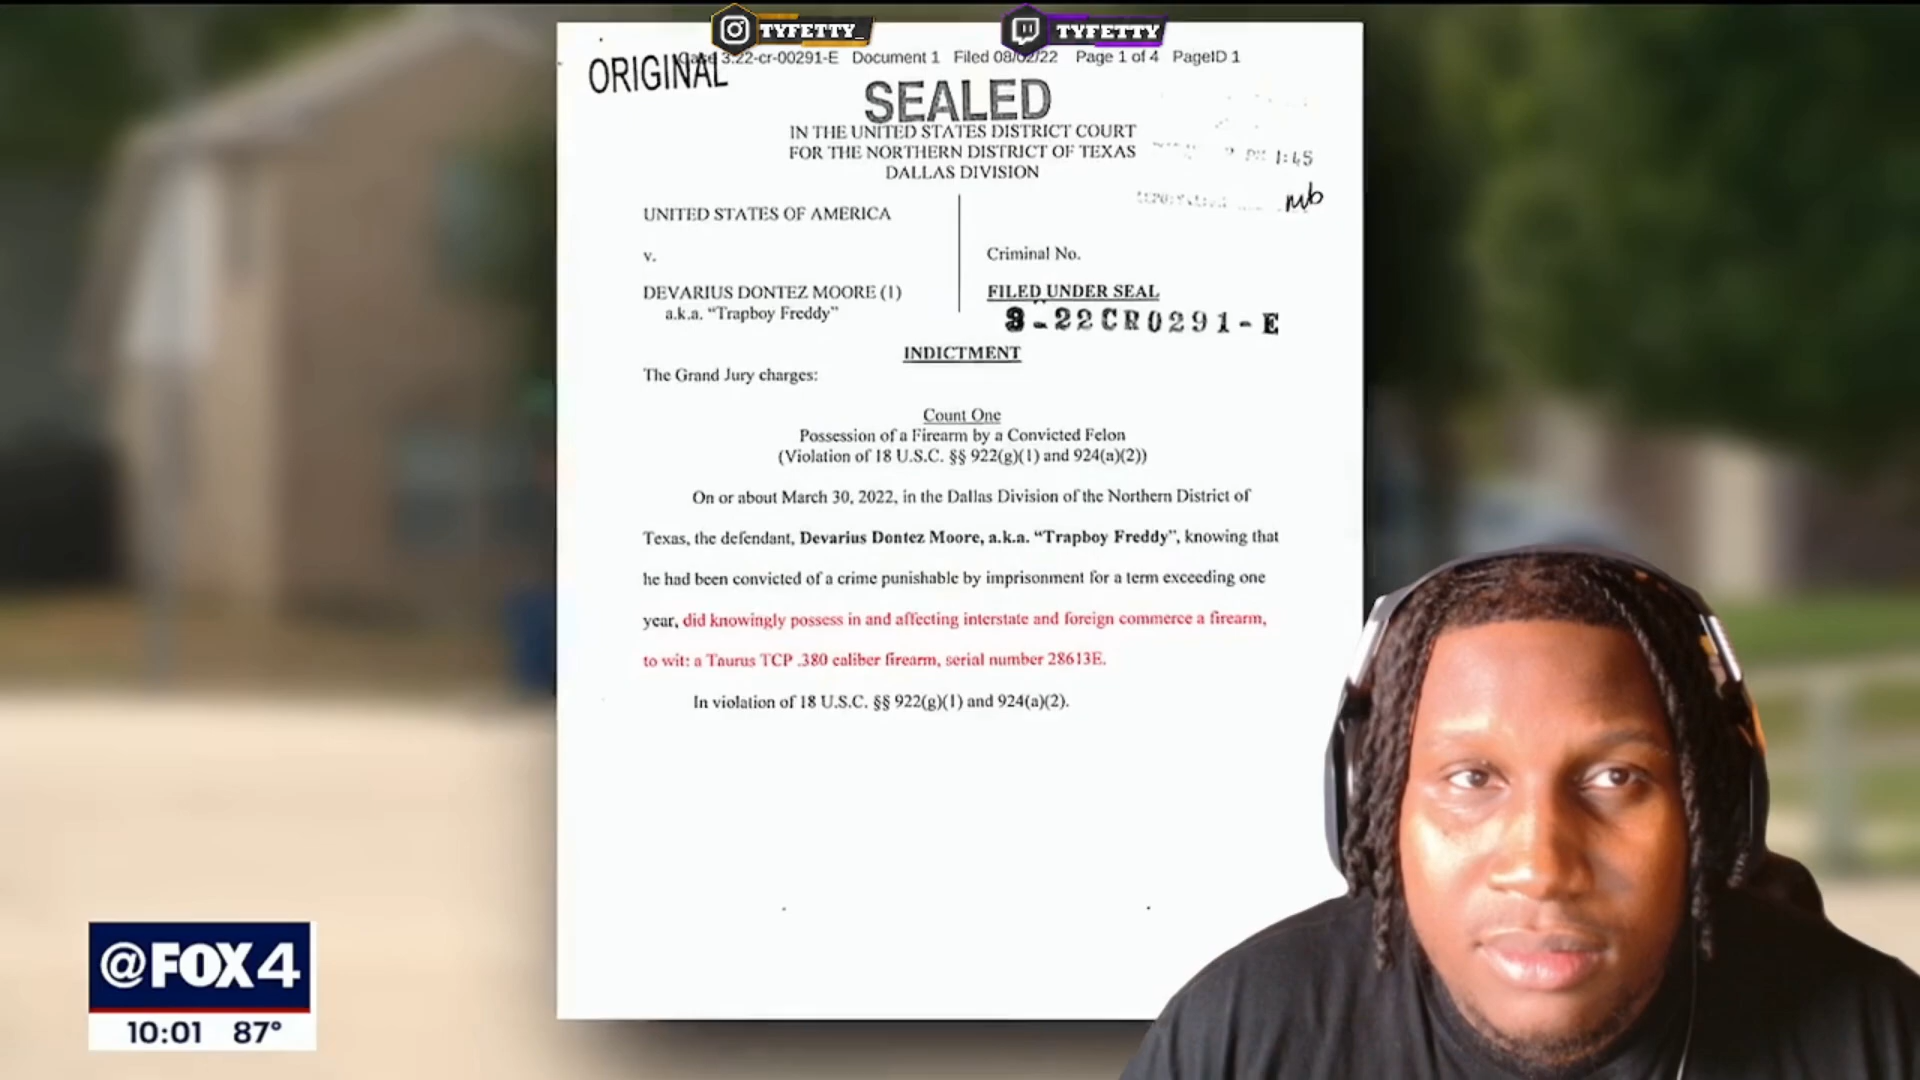 TYFETTY_
TYFETTY
ORIGINAL
Case 3:22-cr-00291-E Document 1 Filed 08/02/22 Page 1 of 4 PageID 1
SEALED
IN THE UNITED STATES DISTRICT COURT
FOR THE NORTHERN DISTRICT OF TEXAS
DALLAS DIVISION
1:45
mb
UNITED STATES OF AMERICA
v.
DEVARIUS DONTEZ MOORE (1)
a.k.a. “Trapboy Freddy”
Criminal No.
FILED UNDER SEAL
3-22CR0291-E
INDICTMENT
The Grand Jury charges:
Count One
Possession of a Firearm by a Convicted Felon
(Violation of 18 U.S.C. §§ 922(g)(1) and 924(a)(2))
On or about March 30, 2022, in the Dallas Division of the Northern District of
Texas, the defendant, Devarius Dontez Moore, a.k.a. “Trapboy Freddy”, knowing that
he had been convicted of a crime punishable by imprisonment for a term exceeding one
year, did knowingly possess in and affecting interstate and foreign commerce a firearm,
to wit: a Taurus TCP .380 caliber firearm, serial number 28613E.
In violation of 18 U.S.C. §§ 922(g)(1) and 924(a)(2).
@FOX4
10:01 87°